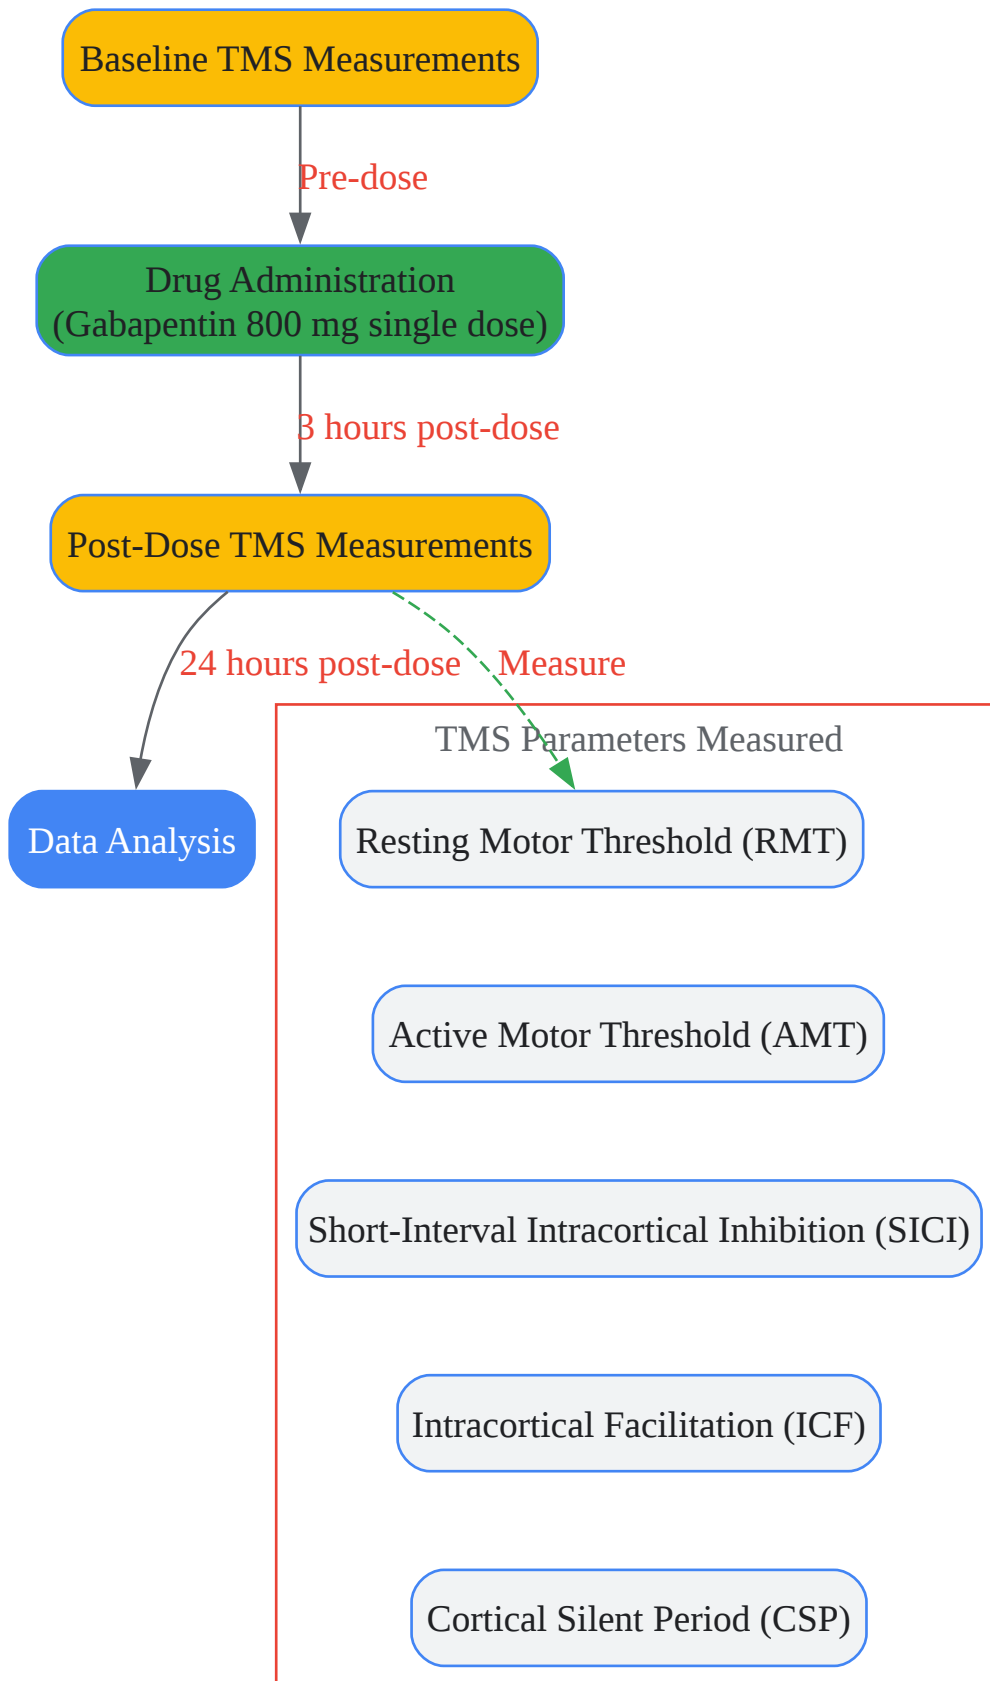 Baseline TMS Measurements
Pre-dose
Drug Administration
(Gabapentin 800 mg single dose)
3 hours post-dose
Post-Dose TMS Measurements
24 hours post-dose
Measure
TMS Parameters Measured
Data Analysis
Resting Motor Threshold (RMT)
Active Motor Threshold (AMT)
Short-Interval Intracortical Inhibition (SICI)
Intracortical Facilitation (ICF)
Cortical Silent Period (CSP)